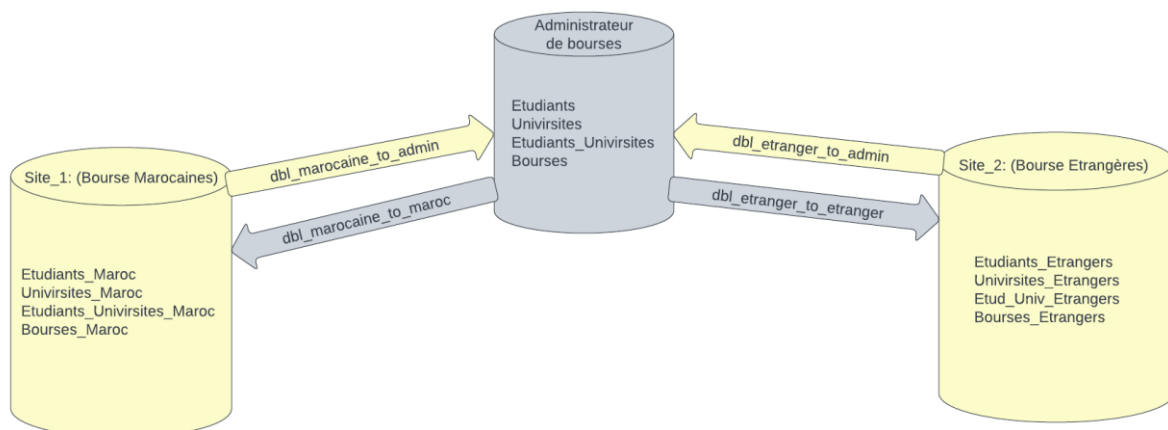 Administrateur
de bourses
Etudiants
Univirsites
Etudiants_Univirsites
Bourses
dbl_marocaine_to_admin
dbl_etranger_to_admin
Site_1: (Bourse Marocaines)
Site_2: (Bourse Etrangères)
dbl_marocaine_to_maroc
dbl_etranger_to_etranger
Etudiants_Maroc
Univirsites_Maroc
Etudiants_Univirsites_Maroc
Bourses_Maroc
Etudiants_Etrangers
Univirsites_Etrangers
Etud_Univ_Etrangers
Bourses_Etrangers